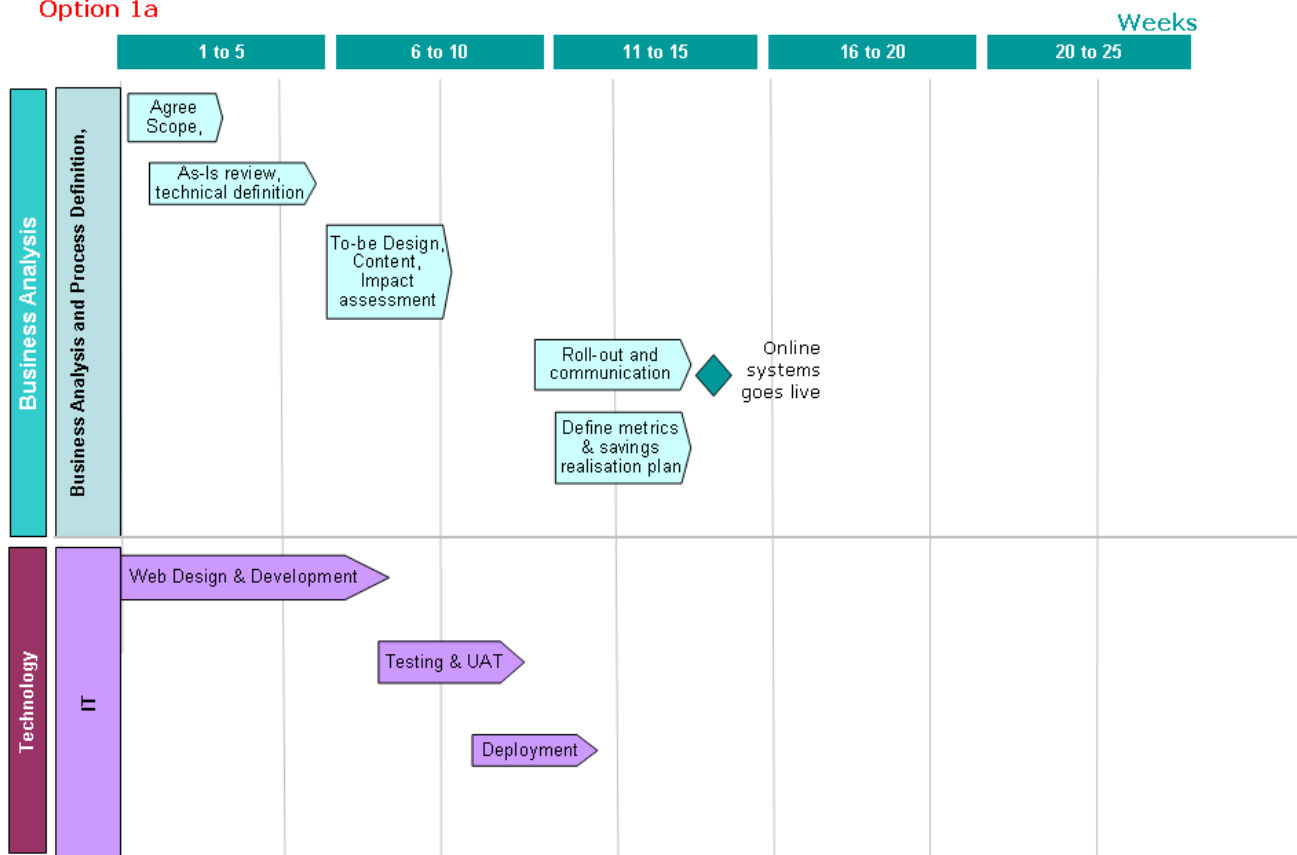 Option 1a
Weeks
1 to 5
6 to 10
11 to 15
16 to 20
20 to 25
Business Analysis
Business Analysis and Process Definition,
Agree
Scope,
As-Is review,
technical definition
To-be Design,
Content,
Impact
assessment
Roll-out and
communication
Online
systems
goes live
Define metrics
& savings
realisation plan
Technology
IT
Web Design & Development
Testing & UAT
Deployment